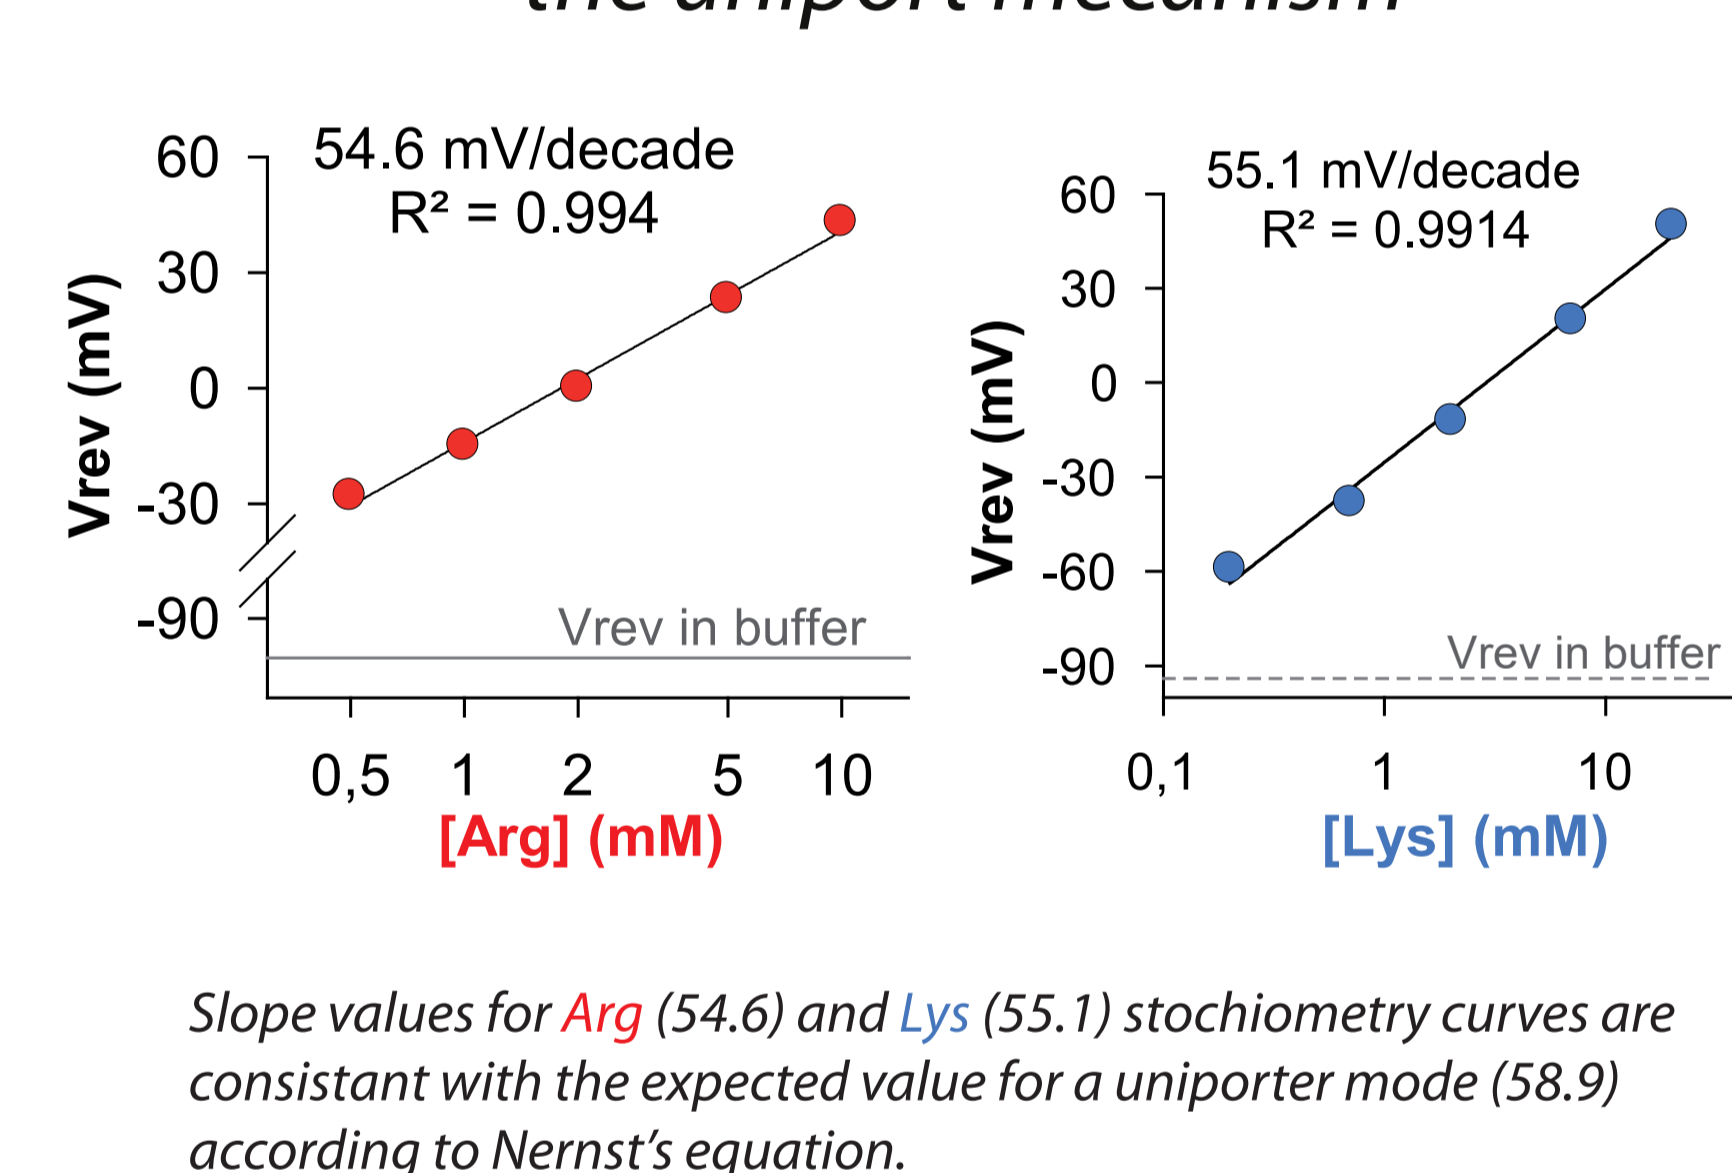 the uniport mecanism
54.6 mV/decade
R² = 0.994
60
30
0
-30
-90
Vrev (mV)
Vrev in buffer
0,5 1 2 5 10
[Arg] (mM)
55.1 mV/decade
R² = 0.9914
60
30
0
-30
-60
-90
Vrev (mV)
Vrev in buffer
0,1 1 10
[Lys] (mM)
Slope values for Arg (54.6) and Lys (55.1) stochiometry curves are
consistant with the expected value for a uniporter mode (58.9)
according to Nernst’s equation.